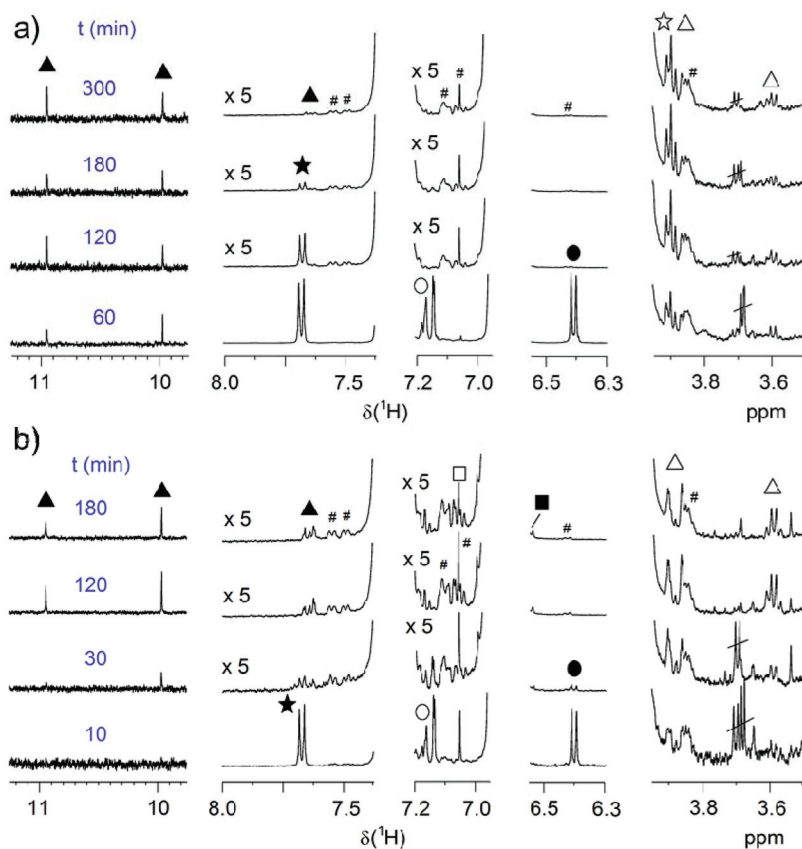 a)
t (min)
300
180
120
60
x 5
x 5
x 5
x 5
x 5
x 5
# #
# #
#
#
11 10
8.0 7.5
7.2 7.0
6.5 6.3
3.8 3.6
δ(¹H)
δ(¹H)
ppm
b)
t (min)
180
120
30
10
x 5
x 5
x 5
x 5
x 5
x 5
# #
#
#
#
#
11 10
8.0 7.5
7.2 7.0
6.5 6.3
3.8 3.6
δ(¹H)
δ(¹H)
ppm